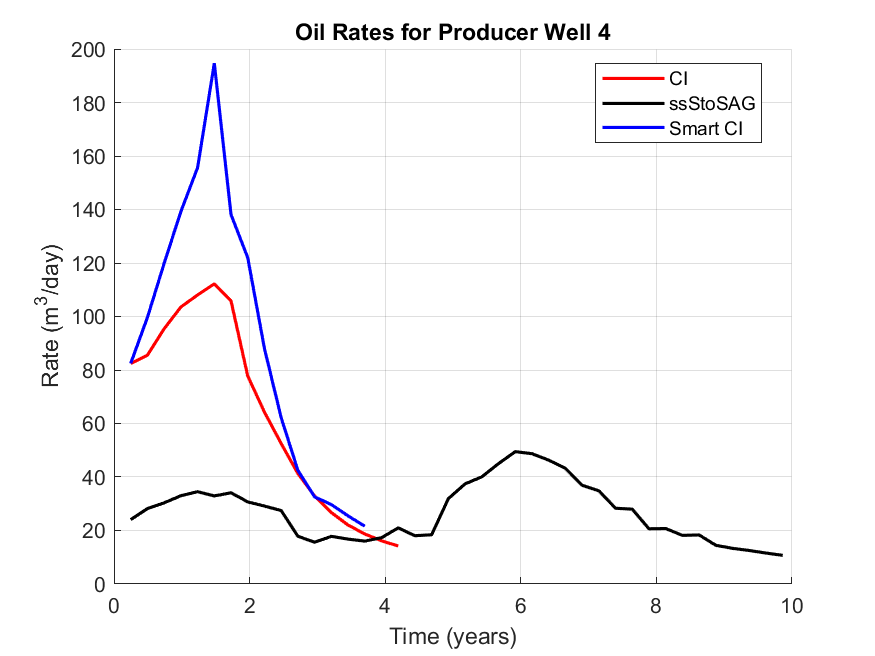 Oil Rates for Producer Well 4
200
180
160
140
120
100
80
60
40
20
0
Rate (m³/day)
CI
ssStoSAG
Smart CI
0 2 4 6 8 10
Time (years)